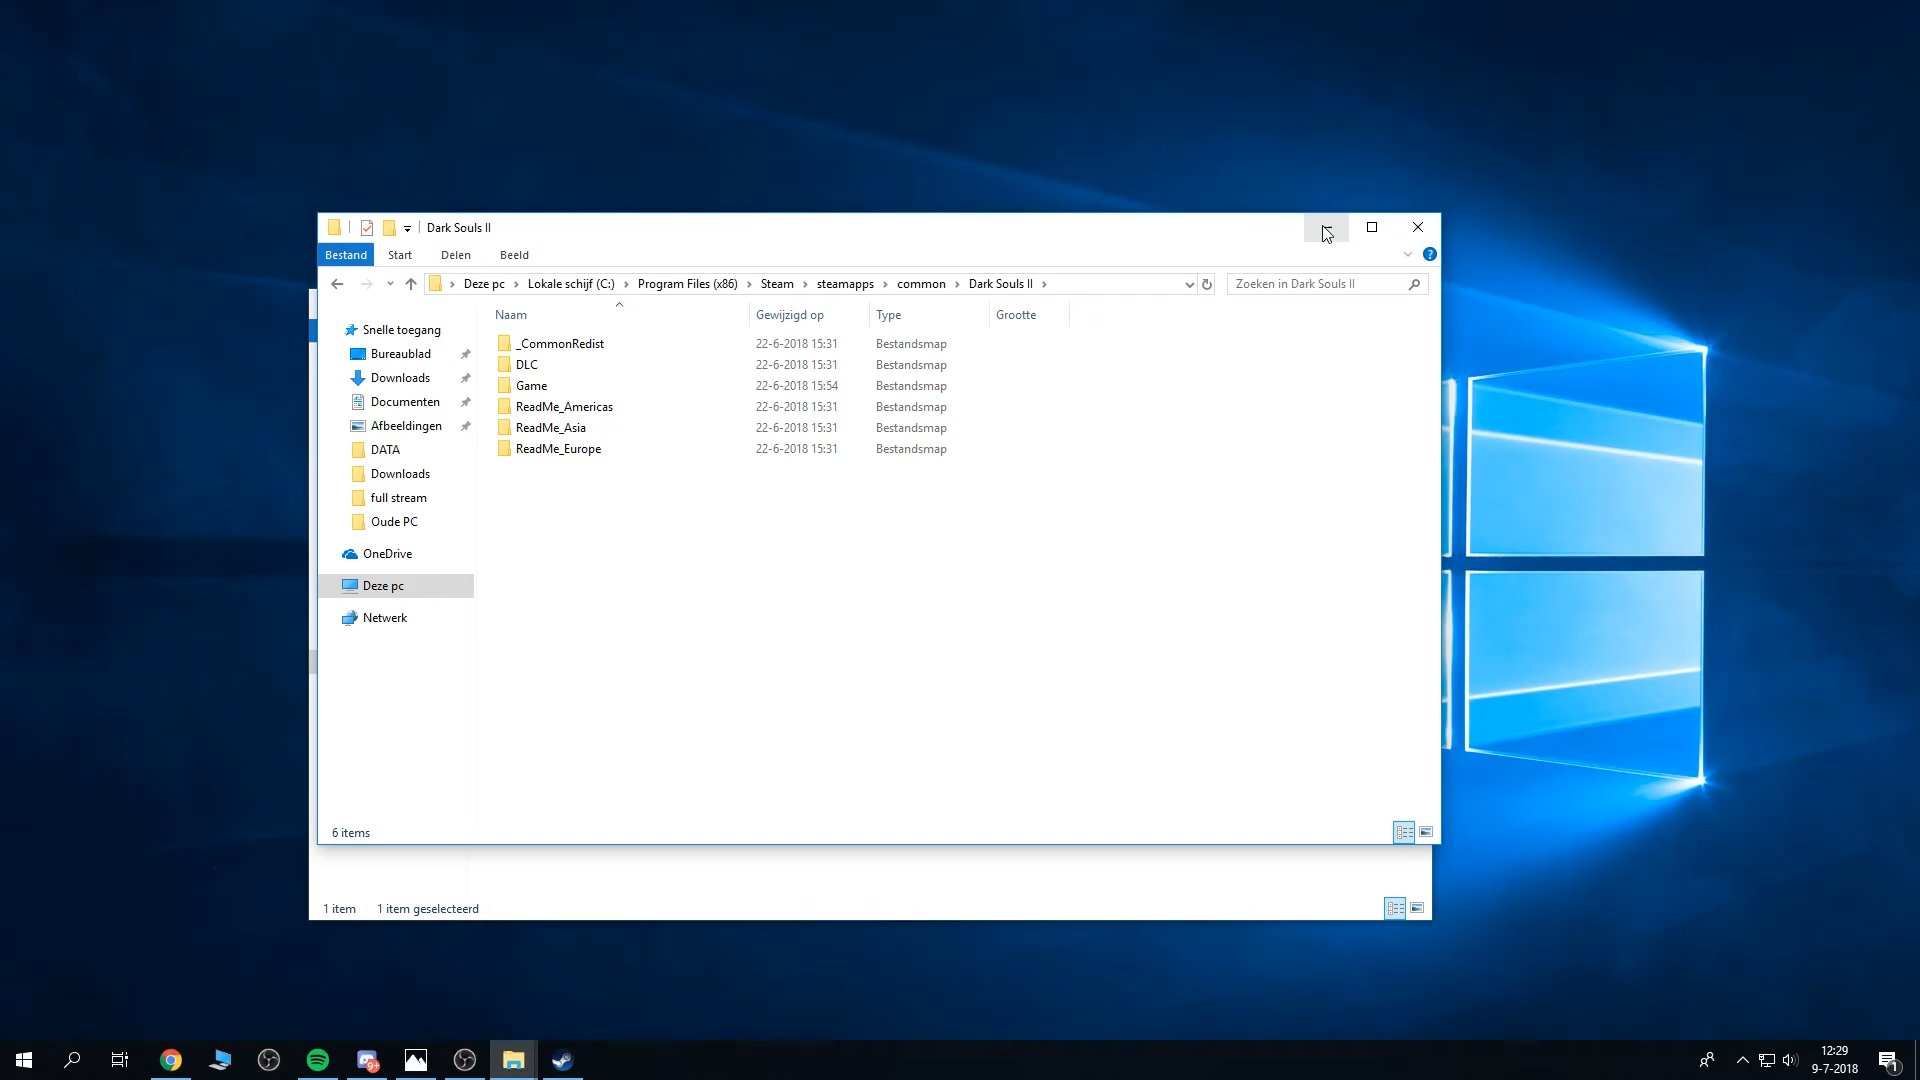 Dark Souls II
Bestand Start Delen Beeld
Deze pc Lokale schijf (C:) Program Files (x86) Steam steamapps common Dark Souls II Zoeken in Dark Souls II
Naam Gewijzigd op Type Grootte
Snelle toegang
Bureaublad
Downloads
Documenten
Afbeeldingen
DATA
Downloads
full stream
Oude PC
OneDrive
Deze pc
Netwerk
_CommonRedist 22-6-2018 15:31 Bestandsmap
DLC 22-6-2018 15:31 Bestandsmap
Game 22-6-2018 15:54 Bestandsmap
ReadMe_Americas 22-6-2018 15:31 Bestandsmap
ReadMe_Asia 22-6-2018 15:31 Bestandsmap
ReadMe_Europe 22-6-2018 15:31 Bestandsmap
6 items
1 item 1 item geselecteerd
9+
12:29
9-7-2018
1